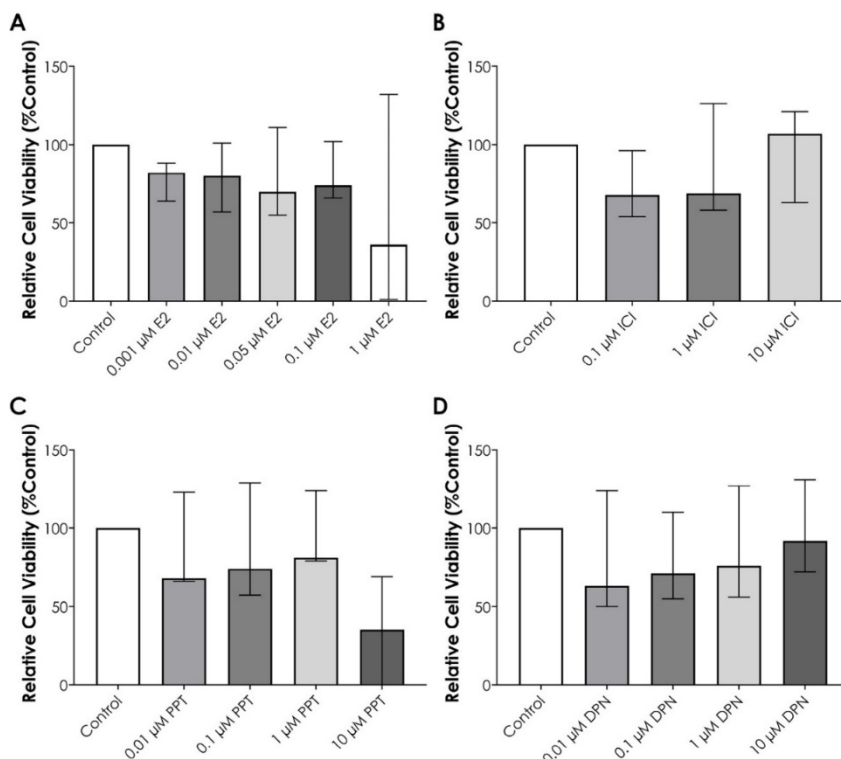 A
Relative Cell Viability (%Control)
150
100
50
0
Control
0.001 µM E2
0.01 µM E2
0.05 µM E2
0.1 µM E2
1 µM E2
B
Relative Cell Viability (%Control)
150
100
50
0
Control
0.1 µM ICI
1 µM ICI
10 µM ICI
C
Relative Cell Viability (%Control)
150
100
50
0
Control
0.01 µM PPT
0.1 µM PPT
1 µM PPT
10 µM PPT
D
Relative Cell Viability (%Control)
150
100
50
0
Control
0.01 µM DPN
0.1 µM DPN
1 µM DPN
10 µM DPN